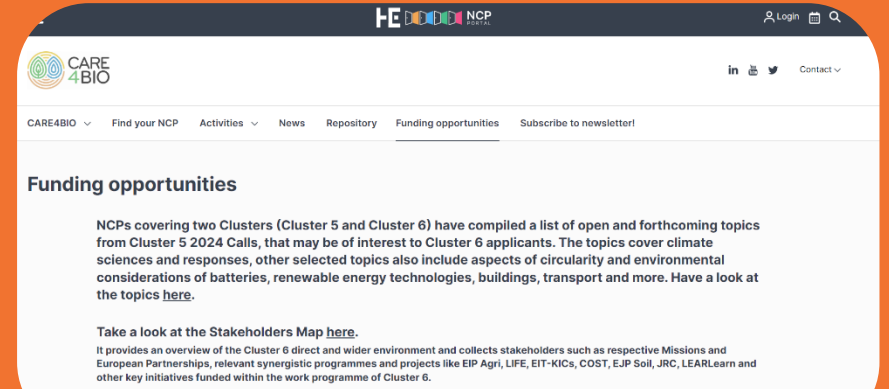 HE NCP PORTAL
Login
CARE 4BIO
Contact
CARE4BIO Find your NCP Activities News Repository Funding opportunities Subscribe to newsletter!
Funding opportunities
NCPs covering two Clusters (Cluster 5 and Cluster 6) have compiled a list of open and forthcoming topics
from Cluster 5 2024 Calls, that may be of interest to Cluster 6 applicants. The topics cover climate
sciences and responses, other selected topics also include aspects of circularity and environmental
considerations of batteries, renewable energy technologies, buildings, transport and more. Have a look at
the topics here.
Take a look at the Stakeholders Map here.
It provides an overview of the Cluster 6 direct and wider environment and collects stakeholders such as respective Missions and
European Partnerships, relevant synergistic programmes and projects like EIP Agri, LIFE, EIT-KICs, COST, EJP Soil, JRC, LEARLearn and
other key initiatives funded within the work programme of Cluster 6.